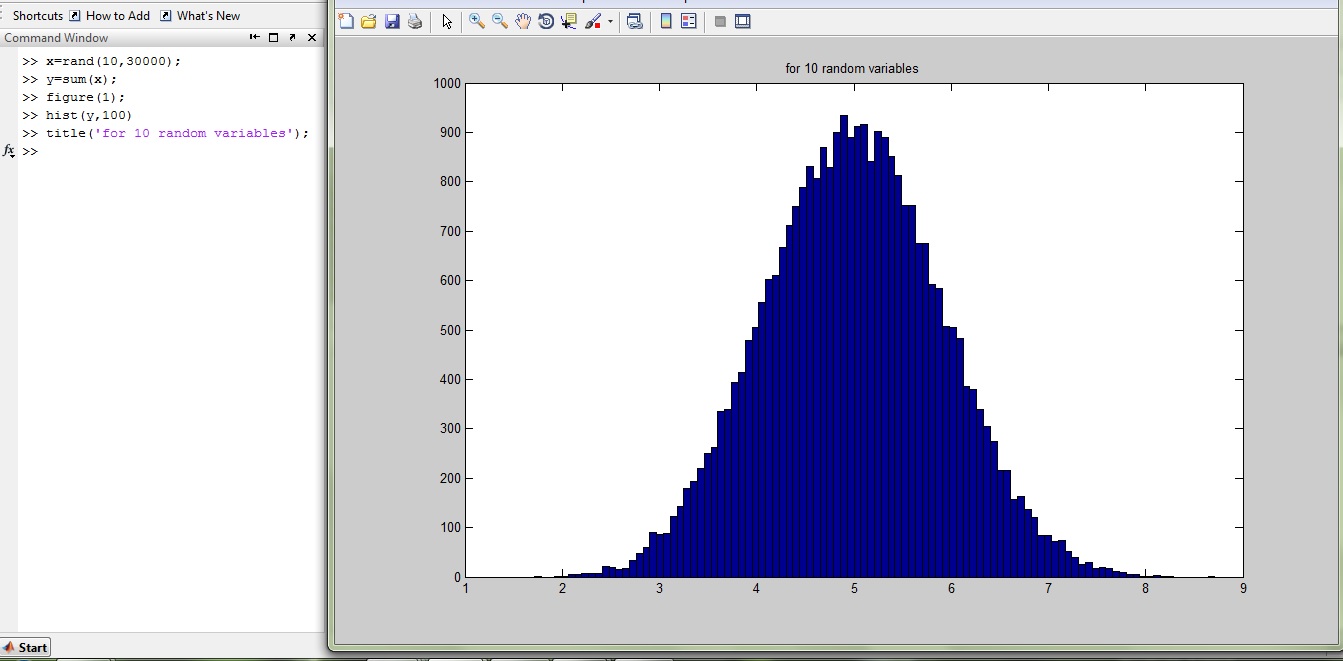 Shortcuts How to Add What's New
Command Window
>> x=rand(10,30000);
>> y=sum(x);
>> figure(1);
>> hist(y,100)
>> title('for 10 random variables');
fx >>
Start
for 10 random variables
1000
900
800
700
600
500
400
300
200
100
0
1 2 3 4 5 6 7 8 9